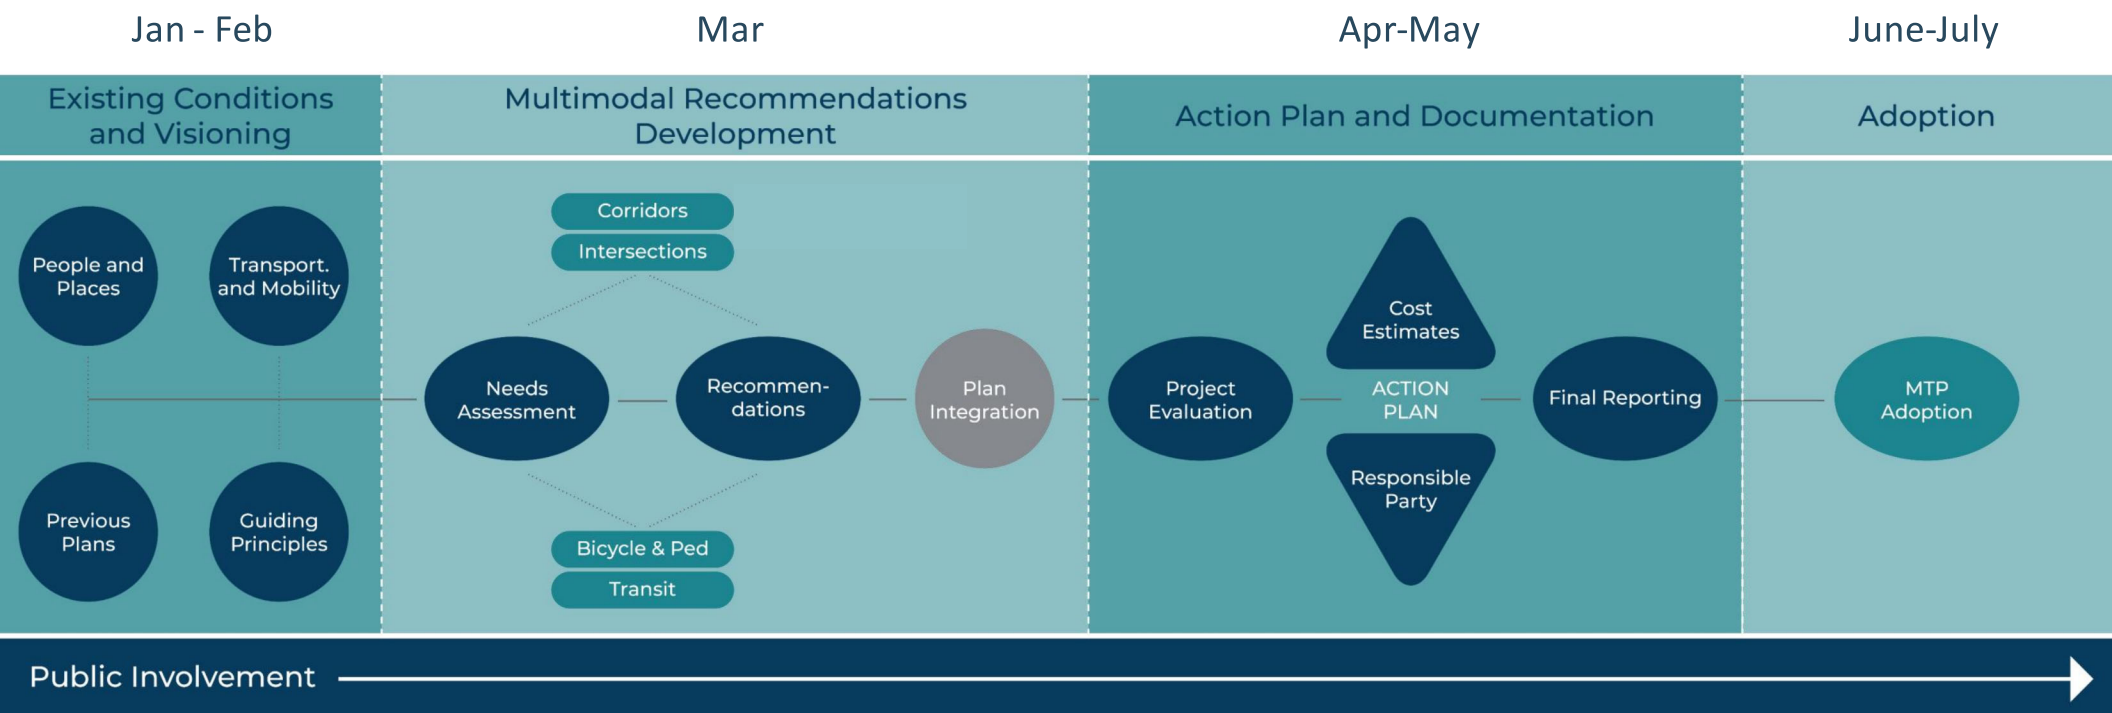 Jan - Feb
Mar
Apr-May
June-July
Existing Conditions
and Visioning
Multimodal Recommendations
Development
Action Plan and Documentation
Adoption
People and
Places
Transport.
and Mobility
Previous
Plans
Guiding
Principles
Corridors
Intersections
Needs
Assessment
Recommen-
dations
Bicycle & Ped
Transit
Plan
Integration
Project
Evaluation
Cost
Estimates
ACTION
PLAN
Responsible
Party
Final Reporting
MTP
Adoption
Public Involvement